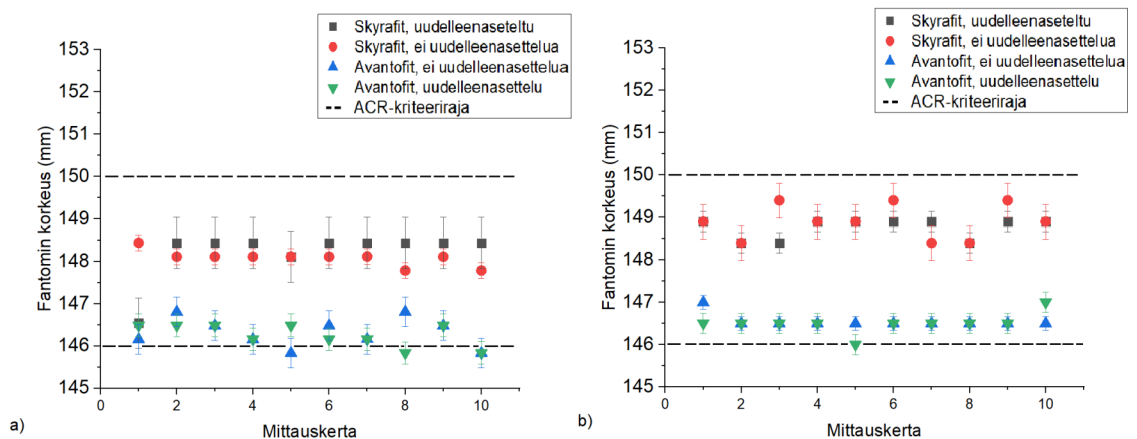 Skyrafit, uudelleenaseteltu
Skyrafit, ei uudelleenasettelua
Avantofit, ei uudelleenasettelua
Avantofit, uudelleenasettelu
ACR-kriteeriraja
153
152
151
150
149
148
147
146
145
Fantomin korkeus (mm)
0 2 4 6 8 10
Mittauskerta
a)
Skyrafit, uudelleenaseteltu
Skyrafit, ei uudelleenasettelua
Avantofit, ei uudelleenasettelua
Avantofit, uudelleenasettelu
ACR-kriteeriraja
153
152
151
150
149
148
147
146
145
Fantomin korkeus (mm)
0 2 4 6 8 10
Mittauskerta
b)